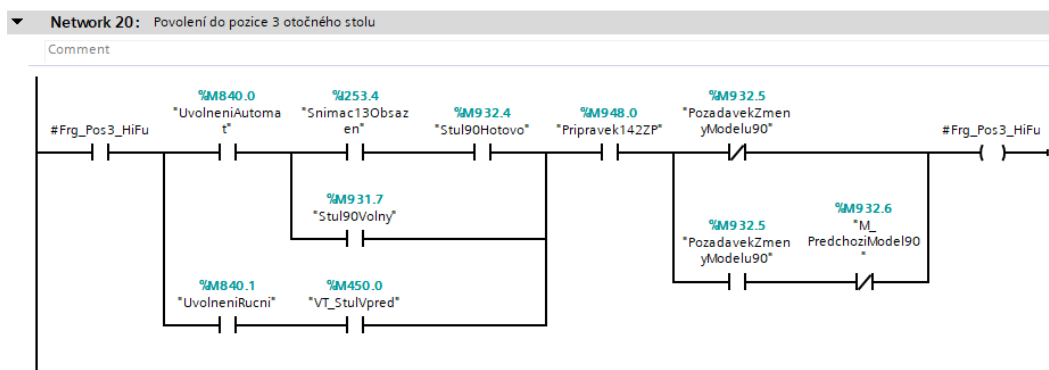 Network 20: Povolení do pozice 3 otočného stolu
Comment
%M840.0
"UvolneniAutoma
t"
%I253.4
"Snimac13Obsaz
en"
%M932.4
"Stul90Hotovo"
%M948.0
"Pripravek142ZP"
%M932.5
"PozadavekZmen
yModelu90"
#Frg_Pos3_HiFu
#Frg_Pos3_HiFu
%M931.7
"Stul90Volny"
%M932.5
"PozadavekZmen
yModelu90"
%M932.6
"M_
PredchoziModel90
"
%M840.1
"UvolneniRucni"
%M450.0
"VT_StulVpred"